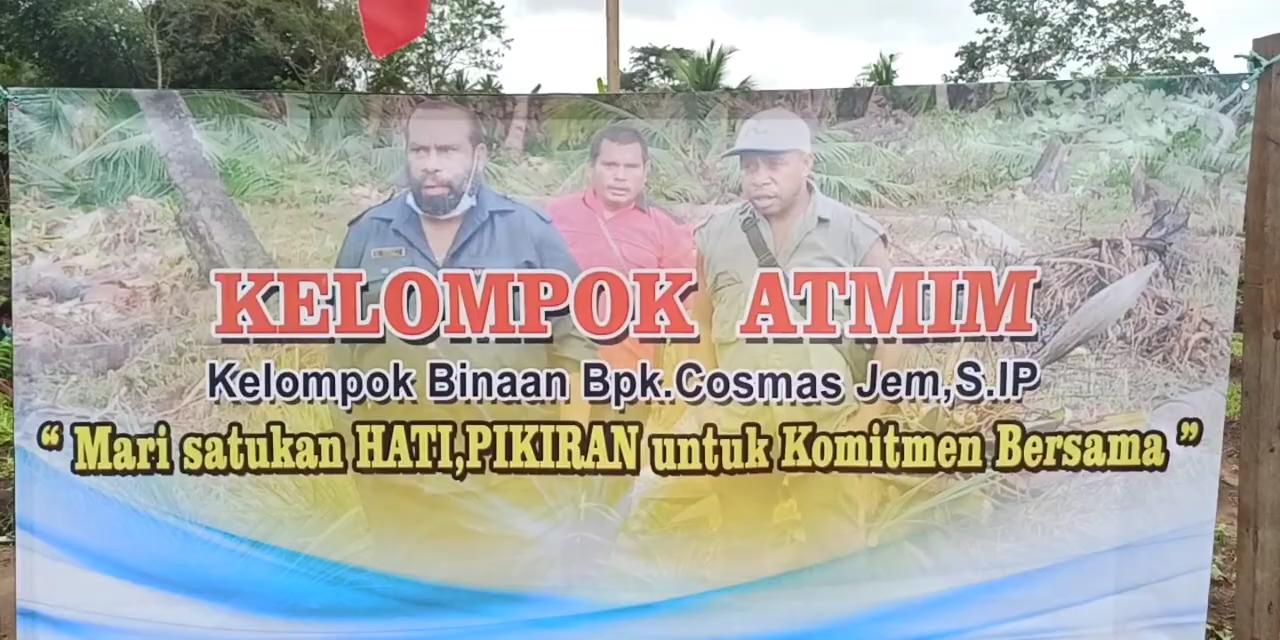 KELOMPOK ATMIM
Kelompok Binaan Bpk.Cosmas Jem,S.IP
“ Mari satukan HATI,PIKIRAN untuk Komitmen Bersama ”